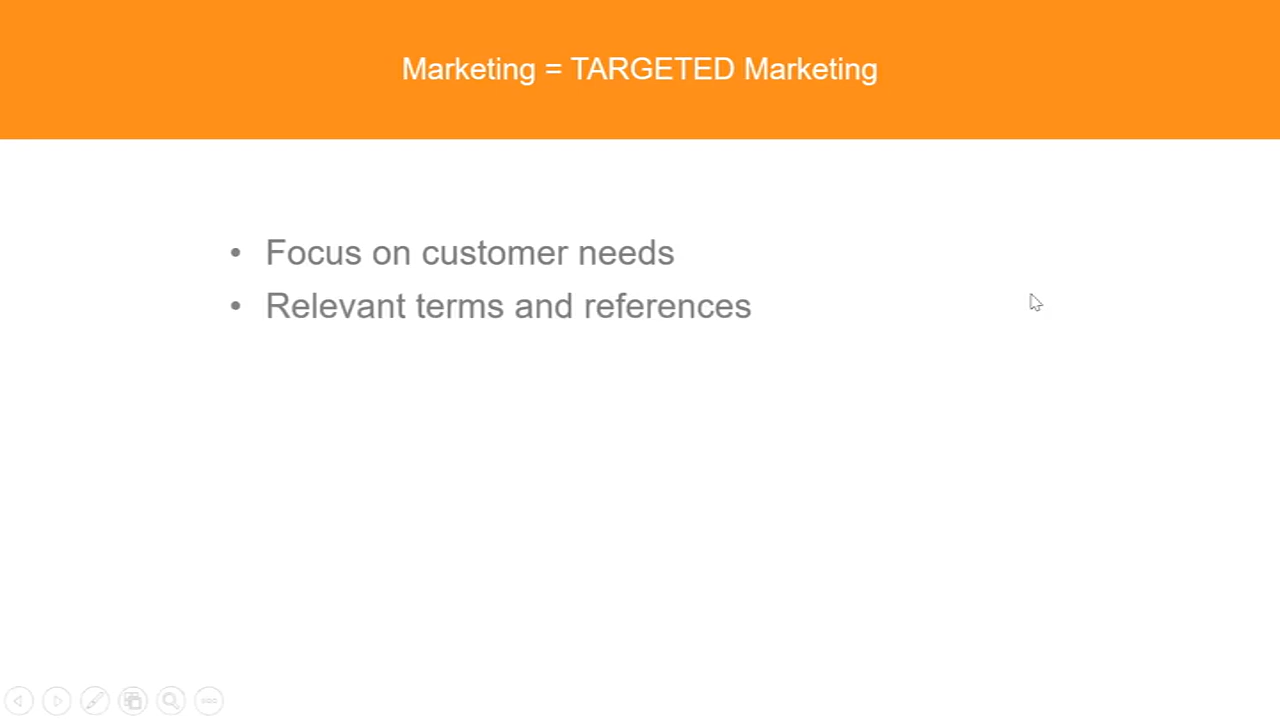 Marketing = TARGETED Marketing
• Focus on customer needs
• Relevant terms and references